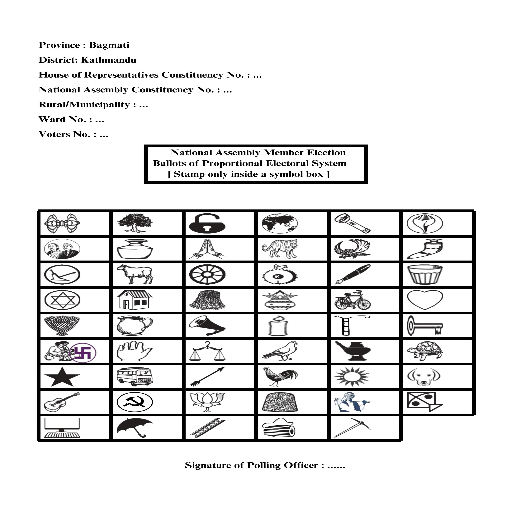 Province : Bagmati
District: Kathmandu
House of Representatives Constituency No. : ...
National Assembly Constituency No. : ...
Rural/Municipality : ...
Ward No. : ...
Voters No. : ...
National Assembly Member Election
Ballots of Proportional Electoral System
[ Stamp only inside a symbol box ]
Signature of Polling Officer : ......